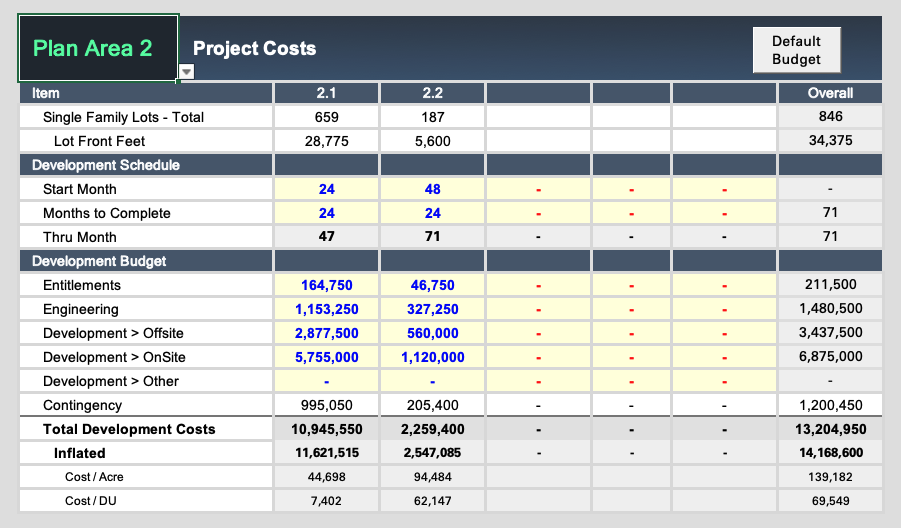 Plan Area 2 Project Costs Default Budget
Item 2.1 2.2 Overall
Single Family Lots - Total 659 187 846
Lot Front Feet 28,775 5,600 34,375
Development Schedule
Start Month 24 48 - - - -
Months to Complete 24 24 - - - 71
Thru Month 47 71 - - - 71
Development Budget
Entitlements 164,750 46,750 - - - 211,500
Engineering 1,153,250 327,250 - - - 1,480,500
Development > Offsite 2,877,500 560,000 - - - 3,437,500
Development > OnSite 5,755,000 1,120,000 - - - 6,875,000
Development > Other - - - - - -
Contingency 995,050 205,400 - - - 1,200,450
Total Development Costs 10,945,550 2,259,400 - - - 13,204,950
Inflated 11,621,515 2,547,085 - - - 14,168,600
Cost / Acre 44,698 94,484 139,182
Cost / DU 7,402 62,147 69,549